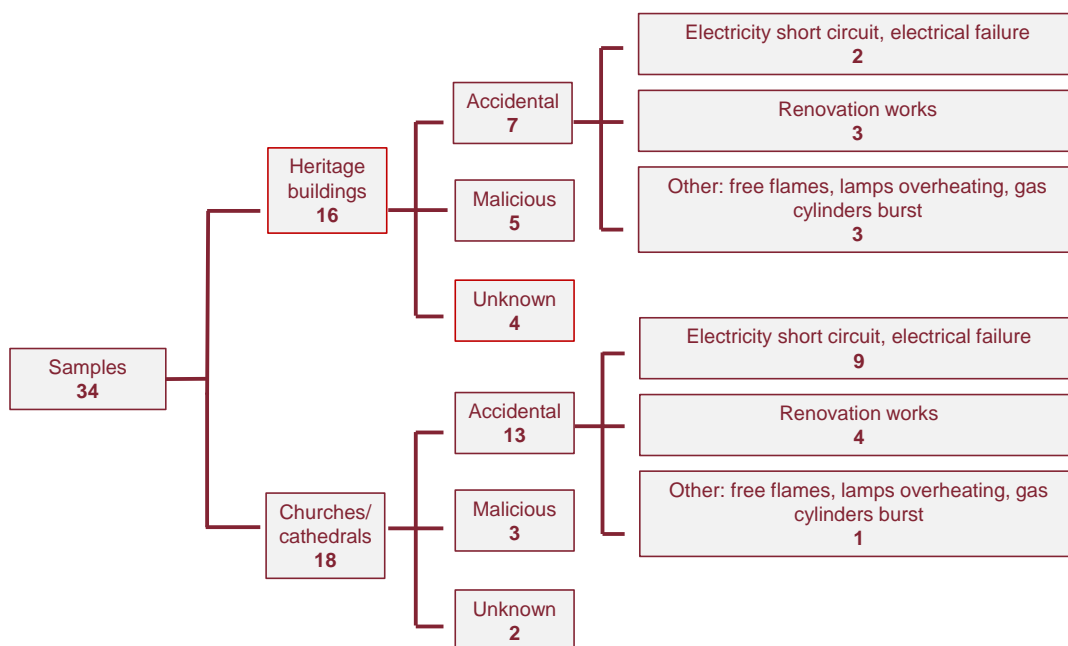 Samples
34
Heritage
buildings
16
Accidental
7
Electricity short circuit, electrical failure
2
Renovation works
3
Other: free flames, lamps overheating, gas
cylinders burst
3
Malicious
5
Unknown
4
Churches/
cathedrals
18
Accidental
13
Electricity short circuit, electrical failure
9
Renovation works
4
Other: free flames, lamps overheating, gas
cylinders burst
1
Malicious
3
Unknown
2